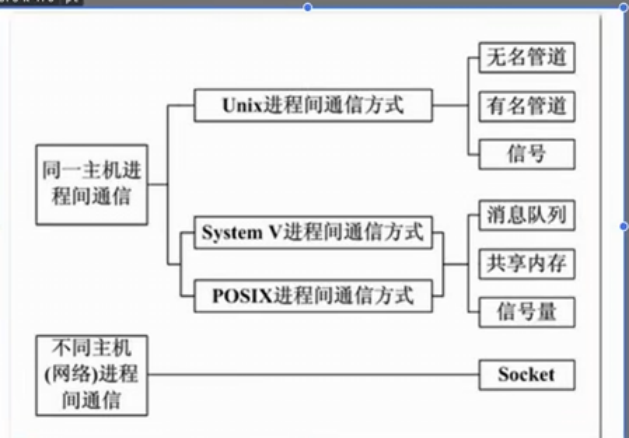 同一主机进
程间通信
Unix进程间通信方式
无名管道
有名管道
信号
System V进程间通信方式
POSIX进程间通信方式
消息队列
共享内存
信号量
不同主机
(网络)进程
间通信
Socket